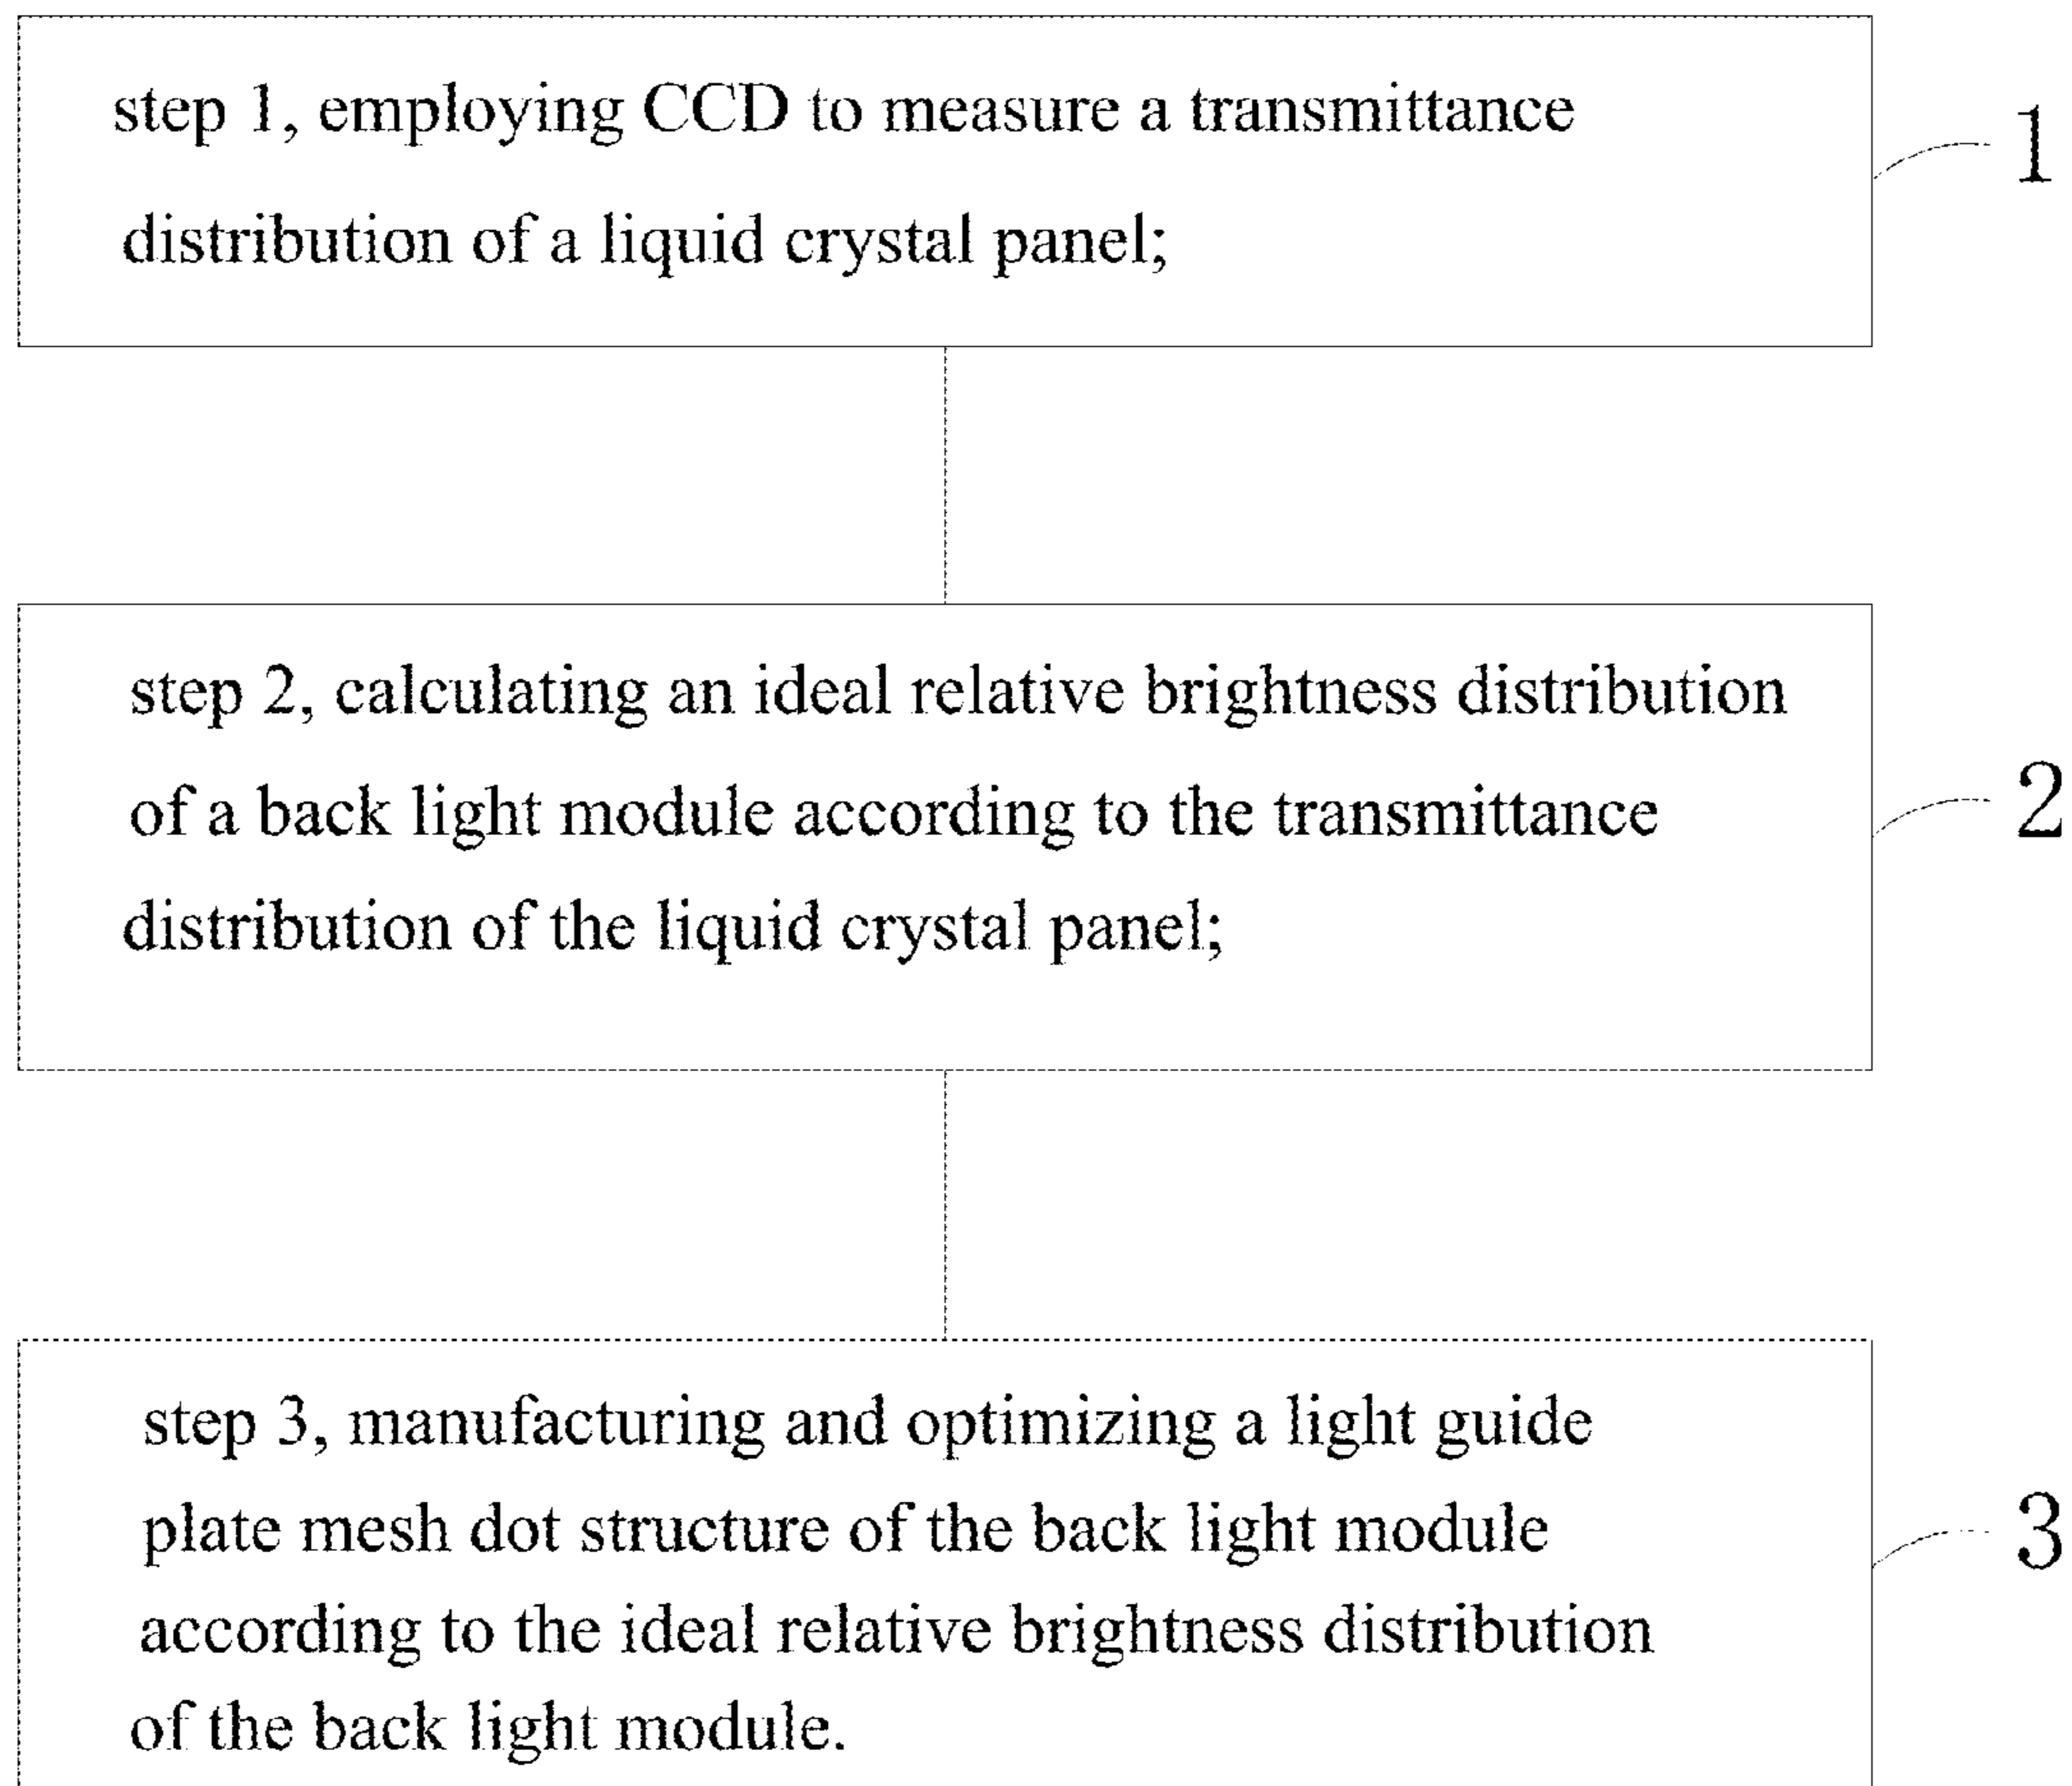 step 1, employing CCD to measure a transmittance
distribution of a liquid crystal panel;
1
step 2, calculating an ideal relative brightness distribution
of a back light module according to the transmittance
distribution of the liquid crystal panel;
2
step 3, manufacturing and optimizing a light guide
plate mesh dot structure of the back light module
according to the ideal relative brightness distribution
of the back light module.
3